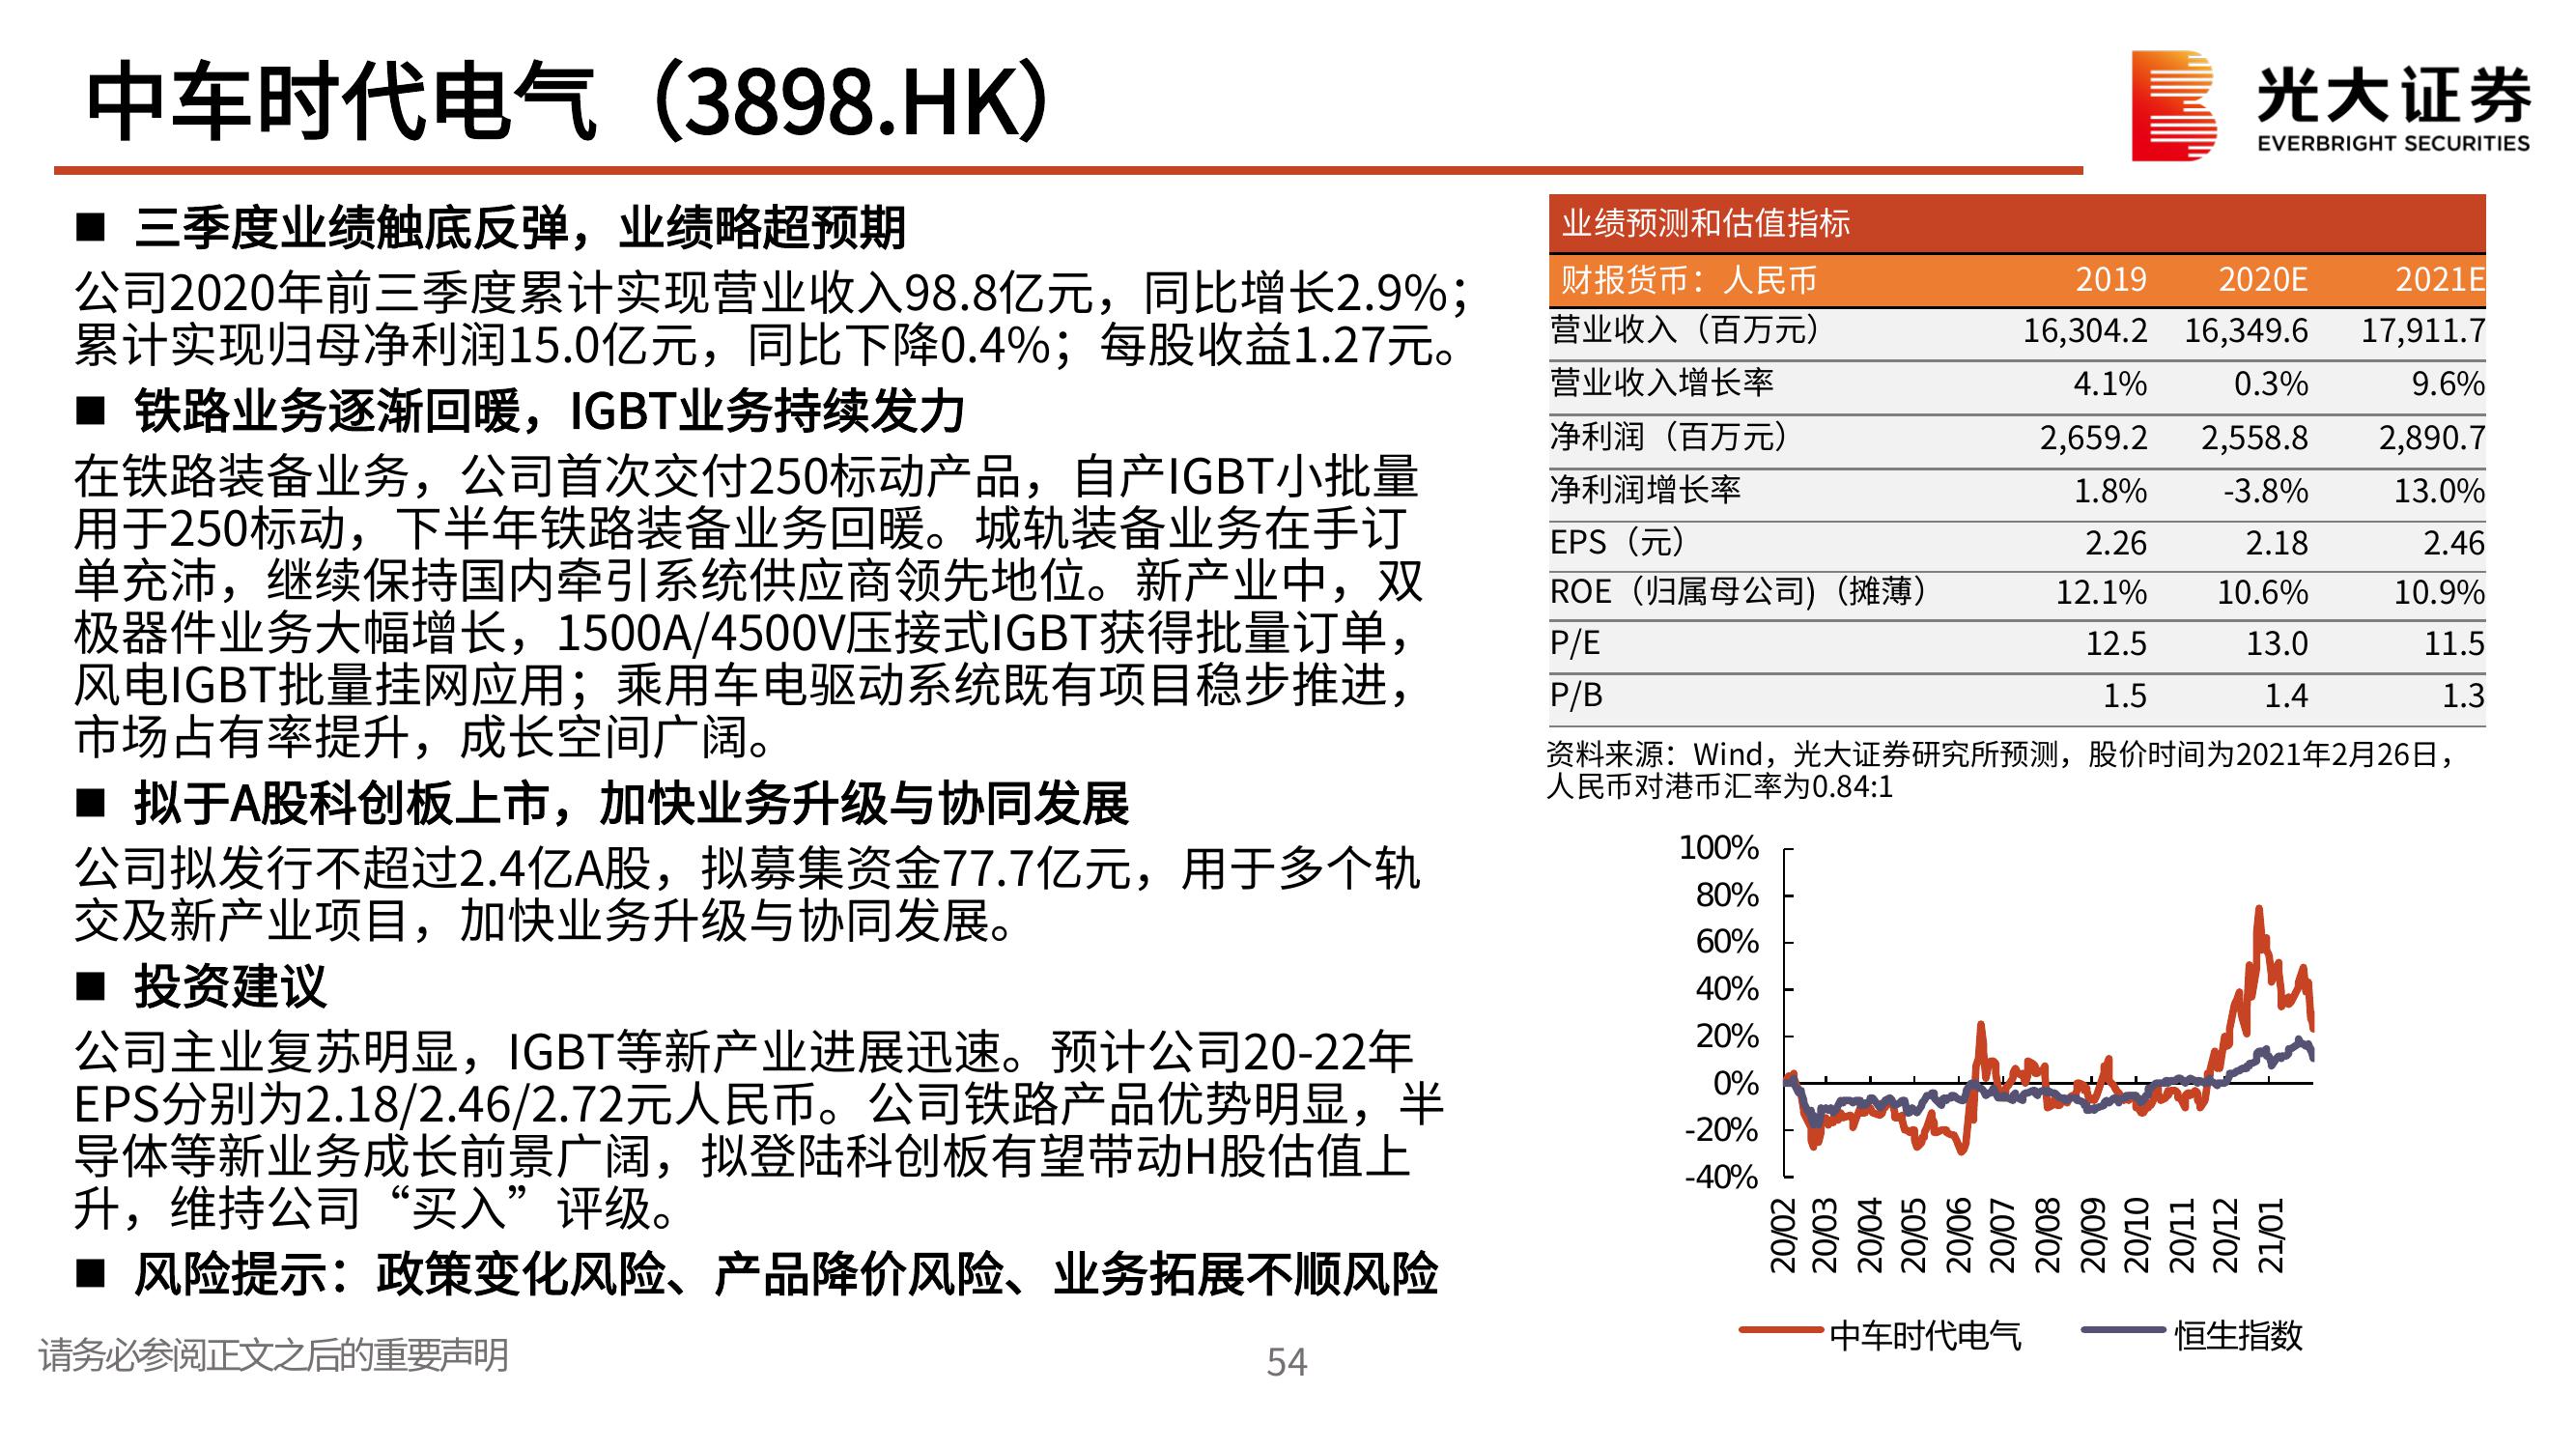 中车时代电气（3898.HK）
光大证券
EVERBRIGHT SECURITIES
■ 三季度业绩触底反弹，业绩略超预期
公司2020年前三季度累计实现营业收入98.8亿元，同比增长2.9%；
累计实现归母净利润15.0亿元，同比下降0.4%；每股收益1.27元。
■ 铁路业务逐渐回暖，IGBT业务持续发力
在铁路装备业务，公司首次交付250标动产品，自产IGBT小批量
用于250标动，下半年铁路装备业务回暖。城轨装备业务在手订
单充沛，继续保持国内牵引系统供应商领先地位。新产业中，双
极器件业务大幅增长，1500A/4500V压接式IGBT获得批量订单，
风电IGBT批量挂网应用；乘用车电驱动系统既有项目稳步推进，
市场占有率提升，成长空间广阔。
■ 拟于A股科创板上市，加快业务升级与协同发展
公司拟发行不超过2.4亿A股，拟募集资金77.7亿元，用于多个轨
交及新产业项目，加快业务升级与协同发展。
■ 投资建议
公司主业复苏明显，IGBT等新产业进展迅速。预计公司20-22年
EPS分别为2.18/2.46/2.72元人民币。公司铁路产品优势明显，半
导体等新业务成长前景广阔，拟登陆科创板有望带动H股估值上
升，维持公司“买入”评级。
■ 风险提示：政策变化风险、产品降价风险、业务拓展不顺风险
业绩预测和估值指标
财报货币：人民币 2019 2020E 2021E
营业收入（百万元） 16,304.2 16,349.6 17,911.7
营业收入增长率 4.1% 0.3% 9.6%
净利润（百万元） 2,659.2 2,558.8 2,890.7
净利润增长率 1.8% -3.8% 13.0%
EPS（元） 2.26 2.18 2.46
ROE（归属母公司)（摊薄） 12.1% 10.6% 10.9%
P/E 12.5 13.0 11.5
P/B 1.5 1.4 1.3
资料来源：Wind，光大证券研究所预测，股价时间为2021年2月26日，
人民币对港币汇率为0.84:1
100%
80%
60%
40%
20%
0%
-20%
-40%
20/02 20/03 20/04 20/05 20/06 20/07 20/08 20/09 20/10 20/11 20/12 21/01
中车时代电气 恒生指数
请务必参阅正文之后的重要声明
54